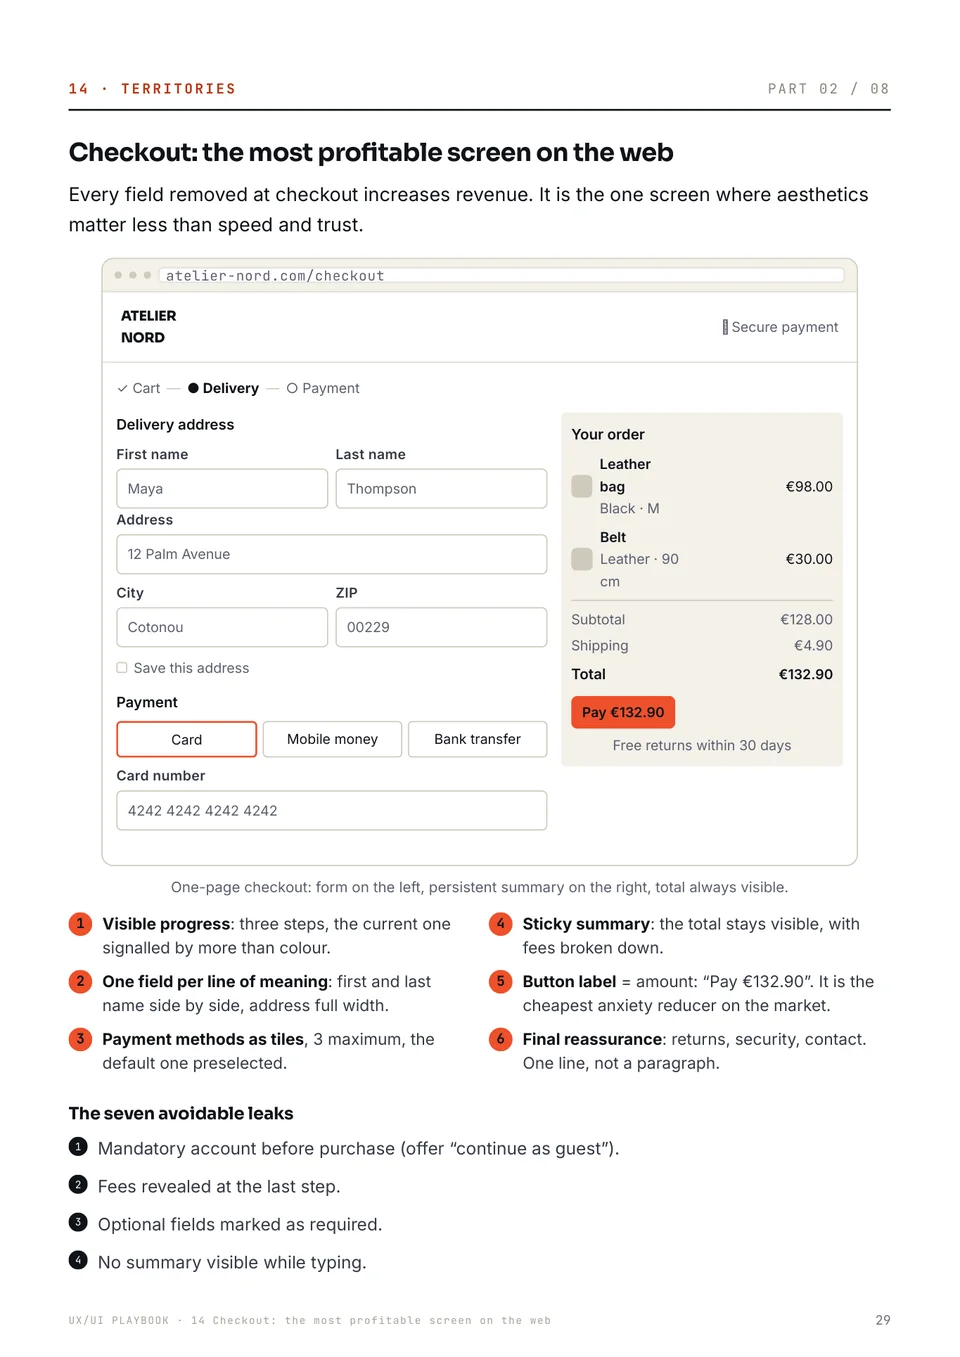 14 · TERRITORIES
PART 02 / 08
Checkout: the most profitable screen on the web
Every field removed at checkout increases revenue. It is the one screen where aesthetics
matter less than speed and trust.
atelier-nord.com/checkout
ATELIER
NORD
Secure payment
✓ Cart — ● Delivery — ○ Payment
Delivery address
First name
Last name
Maya
Thompson
Address
12 Palm Avenue
City
ZIP
Cotonou
00229
Save this address
Payment
Card
Mobile money
Bank transfer
Card number
4242 4242 4242 4242
Your order
Leather
bag
€98.00
Black · M
Belt
Leather · 90
€30.00
cm
Subtotal
€128.00
Shipping
€4.90
Total
€132.90
Pay €132.90
Free returns within 30 days
One-page checkout: form on the left, persistent summary on the right, total always visible.
1 Visible progress: three steps, the current one
signalled by more than colour.
2 One field per line of meaning: first and last
name side by side, address full width.
3 Payment methods as tiles, 3 maximum, the
default one preselected.
4 Sticky summary: the total stays visible, with
fees broken down.
5 Button label = amount: “Pay €132.90”. It is the
cheapest anxiety reducer on the market.
6 Final reassurance: returns, security, contact.
One line, not a paragraph.
The seven avoidable leaks
1 Mandatory account before purchase (offer “continue as guest”).
2 Fees revealed at the last step.
3 Optional fields marked as required.
4 No summary visible while typing.
UX/UI PLAYBOOK · 14 Checkout: the most profitable screen on the web
29